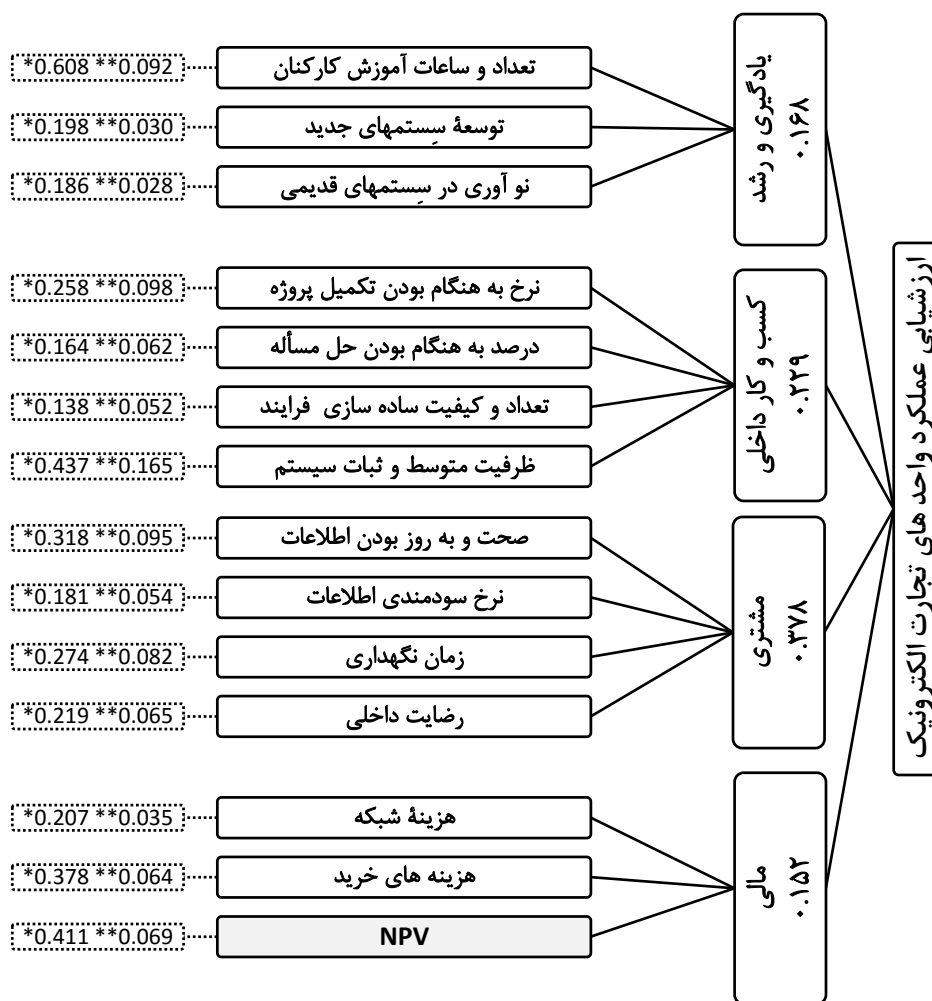 ارزشیابی عملکرد واحد های تجارت الکترونیک
یادگیری و رشد
۰.۱۶۸
تعداد و ساعات آموزش کارکنان
*0.608 **0.092
توسعۀ سِستمهای جدید
*0.198 **0.030
نو آوری در سِستمهای قدیمی
*0.186 **0.028
کسب و کار داخلی
۰.۲۲۹
نرخ به هنگام بودن تکمیل پروژه
*0.258 **0.098
درصد به هنگام بودن حل مسأله
*0.164 **0.062
تعداد و کیفیت ساده سازی فرایند
*0.138 **0.052
ظرفیت متوسط و ثبات سیستم
*0.437 **0.165
مشتری
۰.۳۷۸
صحت و به روز بودن اطلاعات
*0.318 **0.095
نرخ سودمندی اطلاعات
*0.181 **0.054
زمان نگهداری
*0.274 **0.082
رضایت داخلی
*0.219 **0.065
مالی
۰.۱۵۲
هزینۀ شبکه
*0.207 **0.035
هزینه های خرید
*0.378 **0.064
NPV
*0.411 **0.069